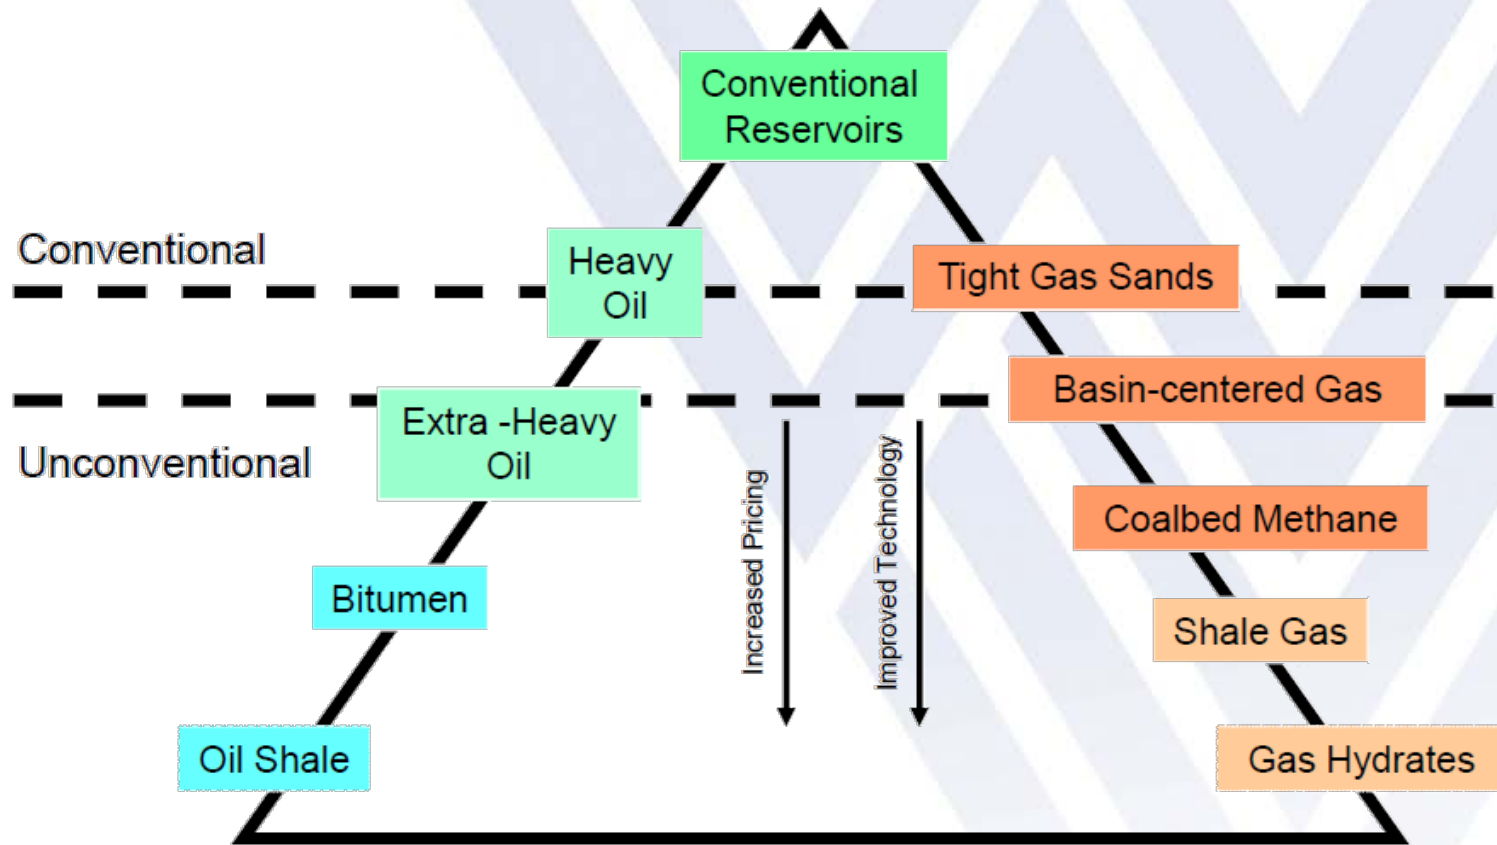 Conventional
Reservoirs
Conventional
Heavy
Oil
Tight Gas Sands
Basin-centered Gas
Extra -Heavy
Oil
Unconventional
Increased Pricing
Improved Technology
Coalbed Methane
Bitumen
Shale Gas
Oil Shale
Gas Hydrates